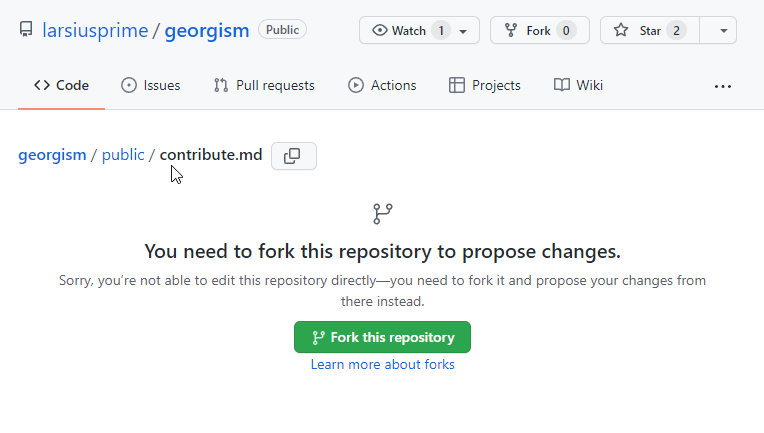 larsiusprime / georgism Public Watch 1 Fork 0 Star 2
Code Issues Pull requests Actions Projects Wiki ...
georgism / public / contribute.md
You need to fork this repository to propose changes.
Sorry, you’re not able to edit this repository directly—you need to fork it and propose your changes from
there instead.
Fork this repository
Learn more about forks